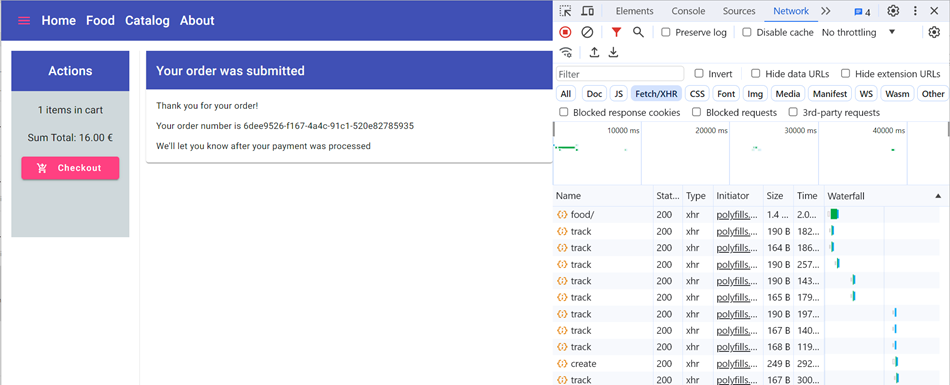 Home Food Catalog About
Actions
1 items in cart
Sum Total: 16.00 €
Checkout
Your order was submitted
Thank you for your order!
Your order number is 6dee9526-f167-4a4c-91c1-520e82785935
We'll let you know after your payment was processed
Elements Console Sources Network 4
Preserve log Disable cache No throttling
Filter Invert Hide data URLs Hide extension URLs
All Doc JS Fetch/XHR CSS Font Img Media Manifest WS Wasm Other
Blocked response cookies Blocked requests 3rd-party requests
10000 ms 20000 ms 30000 ms 40000 ms
Name Stat... Type Initiator Size Time Waterfall
food/ 200 xhr polyfills.... 1.4 ... 2.0...
track 200 xhr polyfills.... 190 B 182...
track 200 xhr polyfills.... 164 B 186...
track 200 xhr polyfills.... 190 B 257...
track 200 xhr polyfills.... 190 B 143...
track 200 xhr polyfills.... 165 B 179...
track 200 xhr polyfills.... 190 B 197...
track 200 xhr polyfills.... 167 B 140...
track 200 xhr polyfills.... 168 B 119...
create 200 xhr polyfills.... 249 B 292...
track 200 xhr polyfills.... 167 B 300...